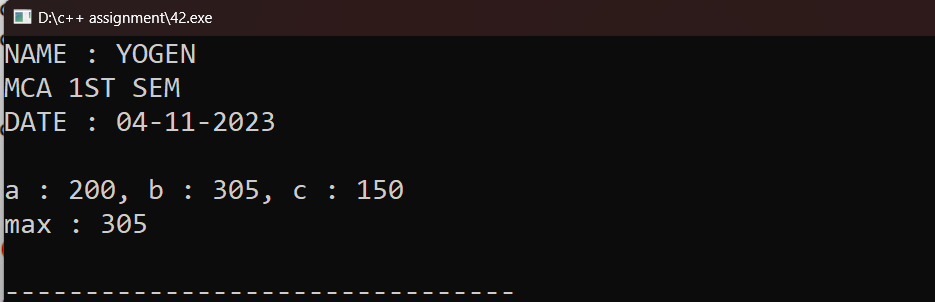 D:\c++ assignment\42.exe
NAME : YOGEN
MCA 1ST SEM
DATE : 04-11-2023
a : 200, b : 305, c : 150
max : 305
--------------------------------